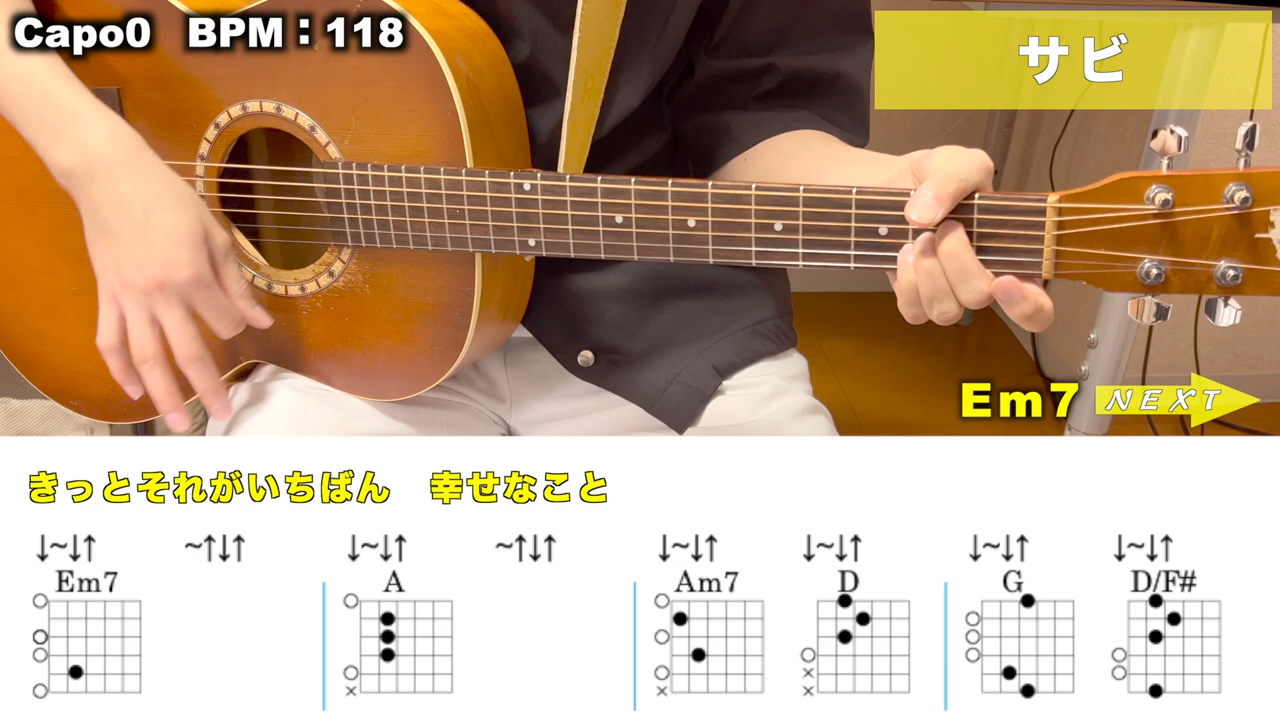 Capo0 BPM：118
サビ
Em7 NEXT
きっとそれがいちばん　幸せなこと
↓~↓↑ ~↑↓↑ ↓~↓↑ ~↑↓↑ ↓~↓↑ ↓~↓↑ ↓~↓↑ ↓~↓↑
Em7 A Am7 D G D/F#